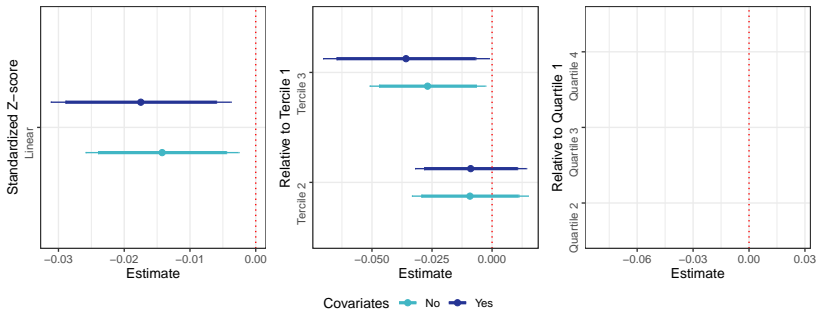 Standardized Z−score
Linear
−0.03 −0.02 −0.01 0.00
Estimate
Relative to Tercile 1
Tercile 3
Tercile 2
−0.050 −0.025 0.000
Estimate
Relative to Quartile 1
Quartile 4
Quartile 3
Quartile 2
−0.06 −0.03 0.00 0.03
Estimate
Covariates No Yes